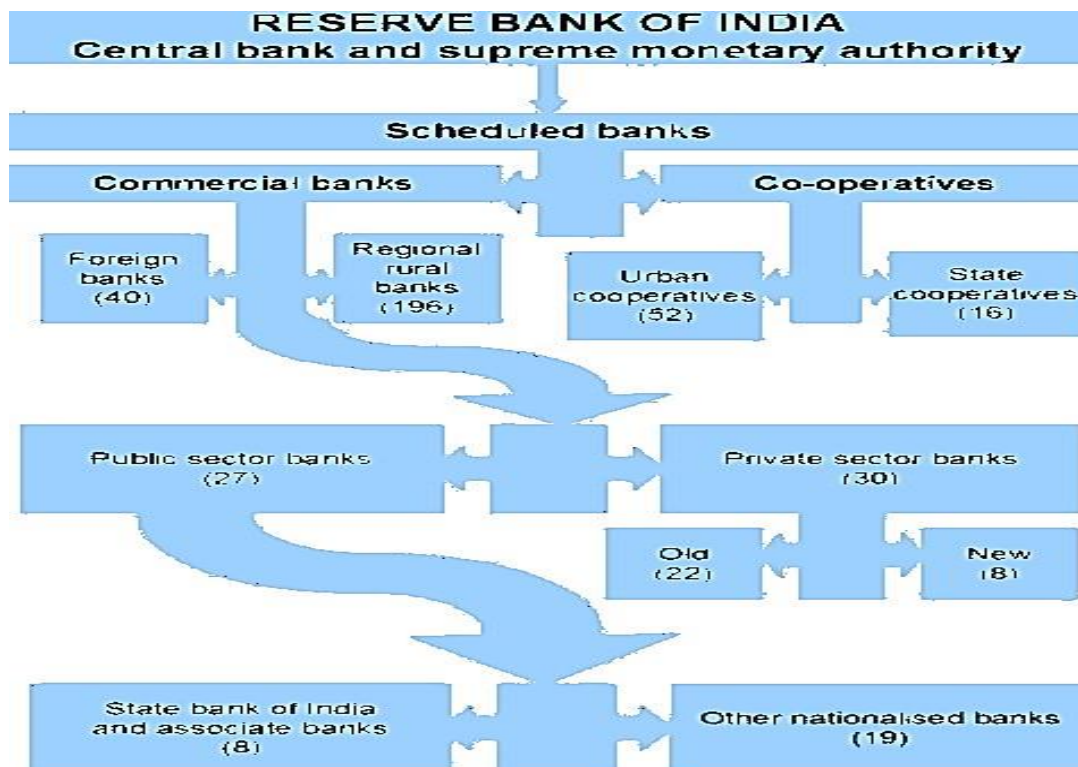 RESERVE BANK OF INDIA
Central bank and supreme monetary authority
Scheduled banks
Commercial banks
Co-operatives
Foreign
banks
(40)
Regional
rural
banks
(196)
Urban
cooperatives
(52)
State
cooperatives
(16)
Public sector banks
(27)
Private sector banks
(30)
Old
(22)
New
(8)
State bank of India
and associate banks
(8)
Other nationalised banks
(19)